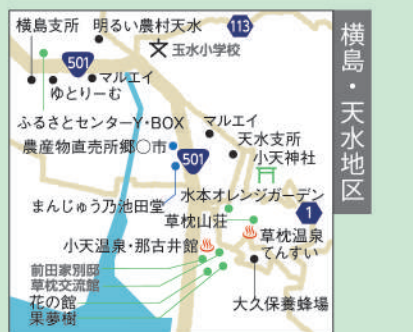 横島・天水地区
横島支所
明るい農村天水
113
玉水小学校
501
マルエイ
ゆとりーむ
ふるさとセンターY・BOX
マルエイ
農産物直売所郷〇市
501
天水支所
小天神社
まんじゅう乃池田堂
水本オレンジガーデン
1
草枕山荘
草枕温泉
てんすい
小天温泉・那古井館
前田家別邸
草枕交流館
花の館
果夢樹
大久保養蜂場